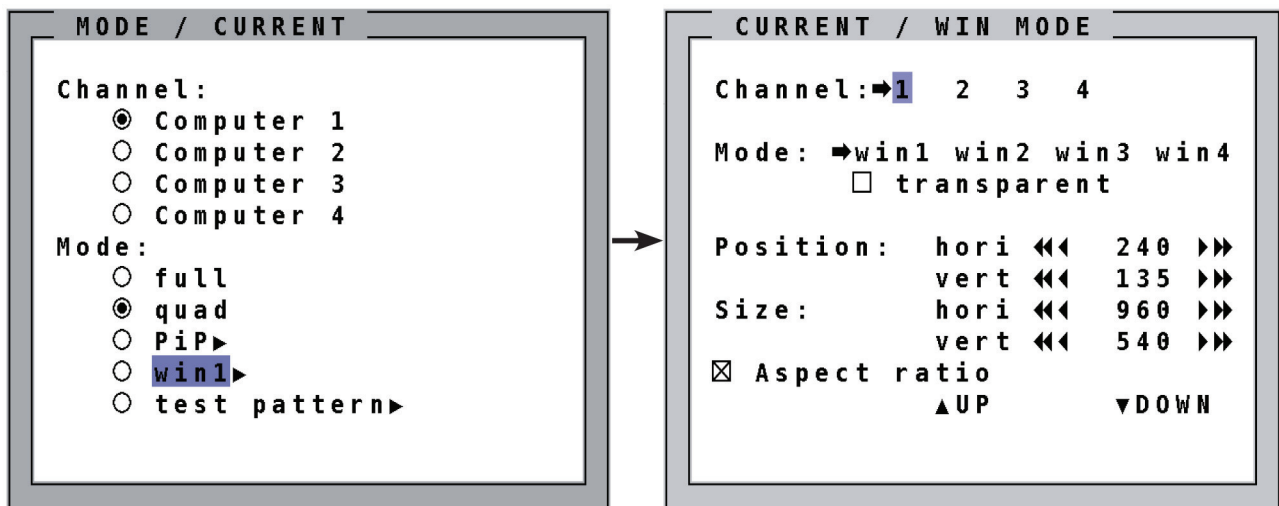 MODE / CURRENT
Channel:
◉ Computer 1
○ Computer 2
○ Computer 3
○ Computer 4
Mode:
○ full
◉ quad
○ PiP▶
○ win1▶
○ test pattern▶
CURRENT / WIN MODE
Channel:➡1 2 3 4
Mode: ➡win1 win2 win3 win4
☐ transparent
Position: hori ◀◀◀ 240 ▶▶▶
vert ◀◀◀ 135 ▶▶▶
Size: hori ◀◀◀ 960 ▶▶▶
vert ◀◀◀ 540 ▶▶▶
☒ Aspect ratio
▲UP ▼DOWN